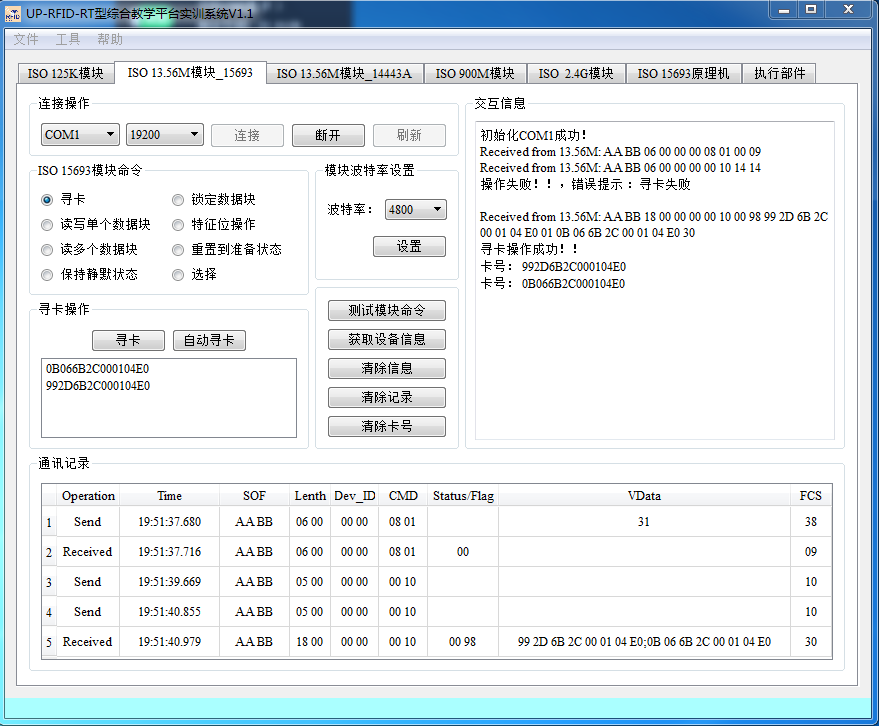 UP-RFID-RT型综合教学平台实训系统V1.1
文件 工具 帮助
ISO 125K模块 ISO 13.56M模块_15693 ISO 13.56M模块_14443A ISO 900M模块 ISO 2.4G模块 ISO 15693原理机 执行部件
连接操作
COM1 19200 连接 断开 刷新
ISO 15693模块命令
寻卡 锁定数据块
读写单个数据块 特征位操作
读多个数据块 重置到准备状态
保持静默状态 选择
模块波特率设置
波特率： 4800
设置
寻卡操作
寻卡 自动寻卡
0B066B2C000104E0
992D6B2C000104E0
测试模块命令
获取设备信息
清除信息
清除记录
清除卡号
交互信息
初始化COM1成功！
Received from 13.56M: AA BB 06 00 00 00 08 01 00 09
Received from 13.56M: AA BB 06 00 00 00 00 10 14 14
操作失败！！，错误提示：寻卡失败
Received from 13.56M: AA BB 18 00 00 00 00 10 00 98 99 2D 6B 2C
00 01 04 E0 01 0B 06 6B 2C 00 01 04 E0 30
寻卡操作成功！！
卡号： 992D6B2C000104E0
卡号： 0B066B2C000104E0
通讯记录
Operation Time SOF Lenth Dev_ID CMD Status/Flag VData FCS
1 Send 19:51:37.680 AA BB 06 00 00 00 08 01 31 38
2 Received 19:51:37.716 AA BB 06 00 00 00 08 01 00 09
3 Send 19:51:39.669 AA BB 05 00 00 00 00 10 10
4 Send 19:51:40.855 AA BB 05 00 00 00 00 10 10
5 Received 19:51:40.979 AA BB 18 00 00 00 00 10 00 98 99 2D 6B 2C 00 01 04 E0;0B 06 6B 2C 00 01 04 E0 30